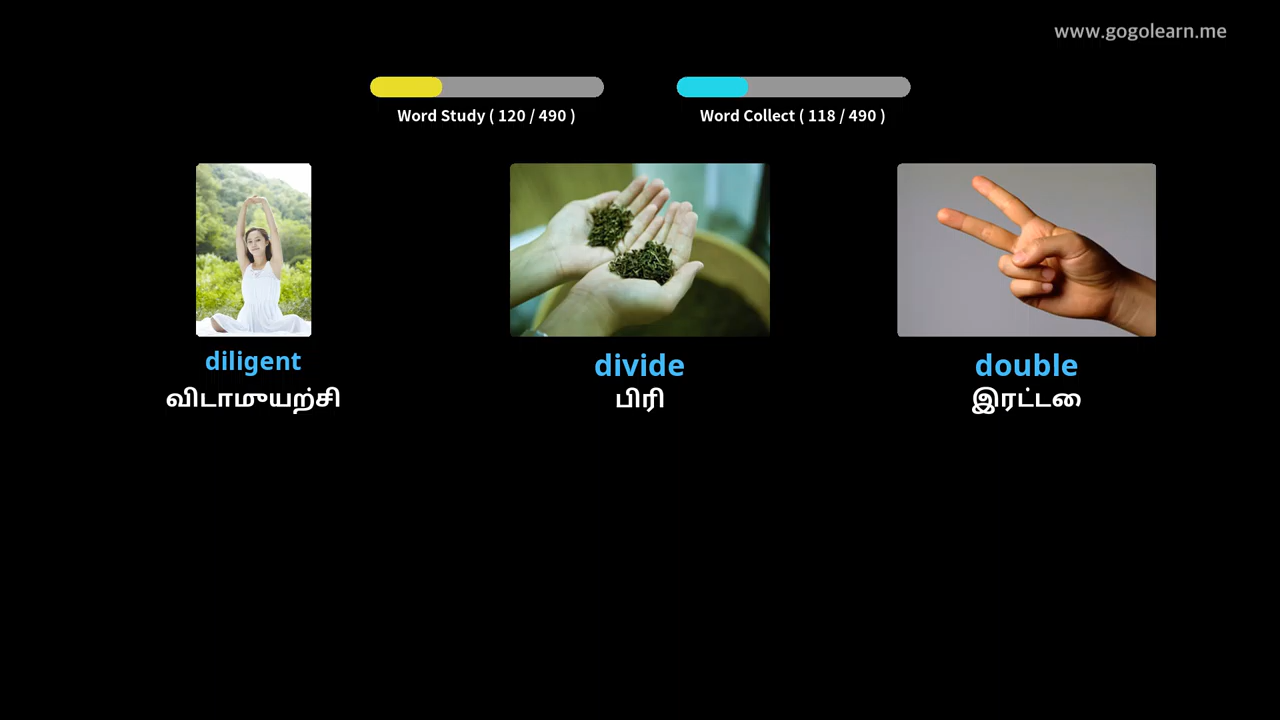 www.gogolearn.me
Word Study ( 120 / 490 )
Word Collect ( 118 / 490 )
diligent
விடாமுயற்சி
divide
பிரி
double
இரட்டை